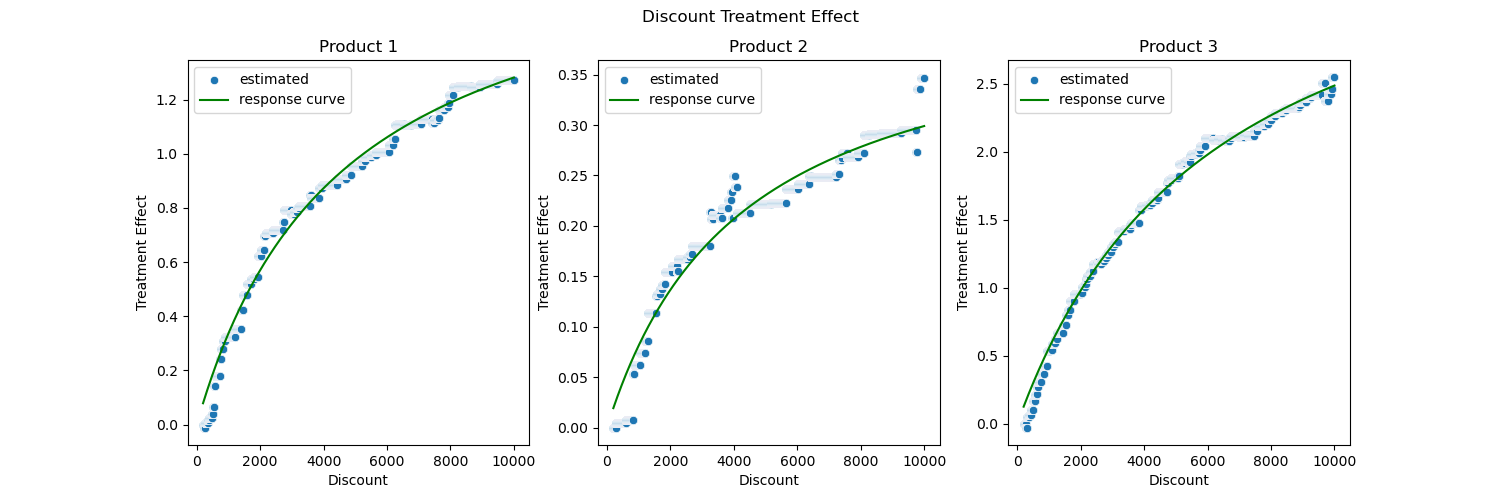 Discount Treatment Effect
Product 1
Product 2
Product 3
estimated
response curve
estimated
response curve
estimated
response curve
Treatment Effect
1.2
1.0
0.8
0.6
0.4
0.2
0.0
0 2000 4000 6000 8000 10000
Discount
Treatment Effect
0.35
0.30
0.25
0.20
0.15
0.10
0.05
0.00
0 2000 4000 6000 8000 10000
Discount
Treatment Effect
2.5
2.0
1.5
1.0
0.5
0.0
0 2000 4000 6000 8000 10000
Discount